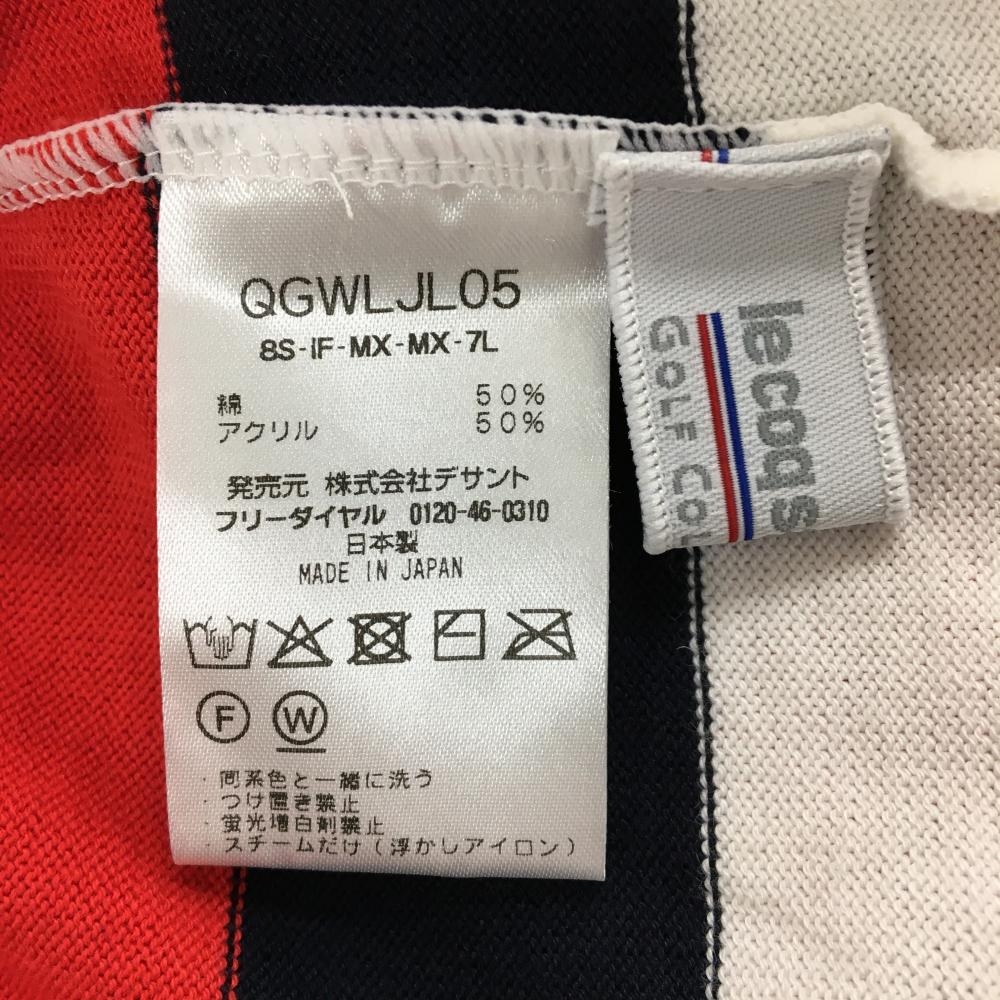 QGWLJL05
8S-IF-MX-MX-7L
綿 50%
アクリル 50%
発売元 株式会社デサント
フリーダイヤル 0120-46-0310
日本製
MADE IN JAPAN
F W
・同系色と一緒に洗う
・つけ置き禁止
・蛍光増白剤禁止
・スチームだけ(浮かしアイロン)
lecoqs
GOLF CO